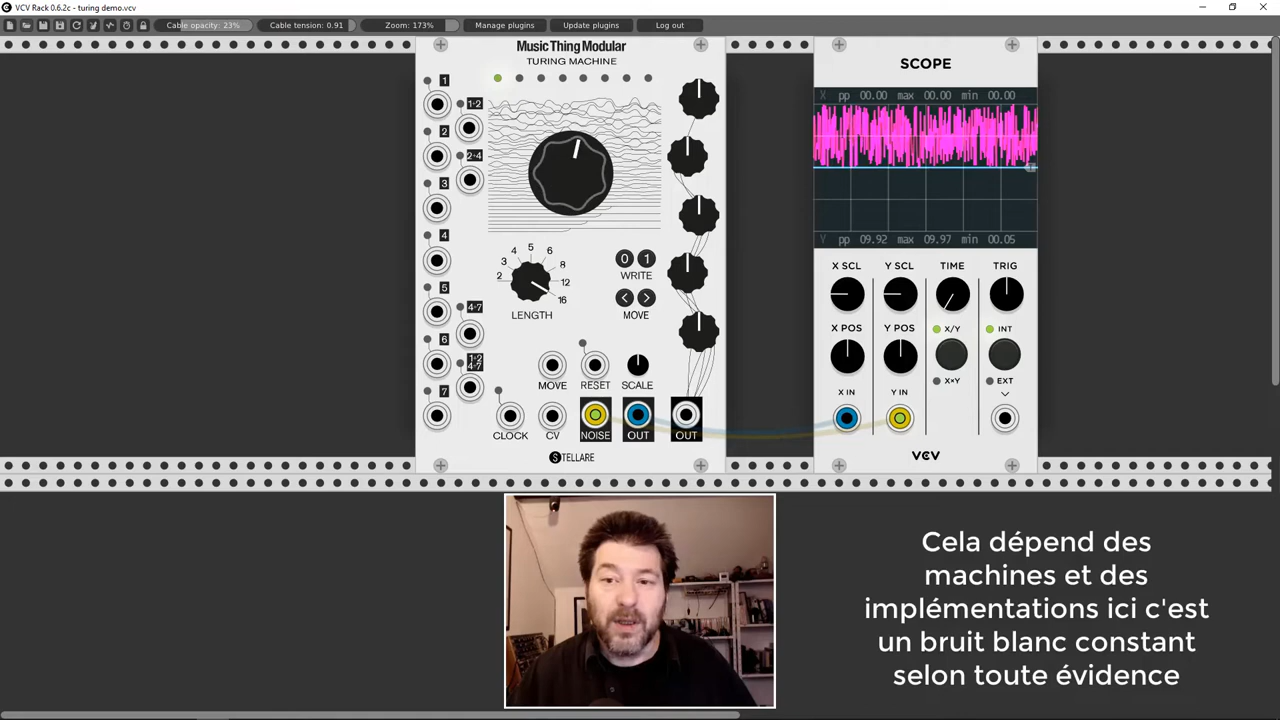 VCV Rack 0.6.2c - turing demo.vcv
Cable opacity: 23%
Cable tension: 0.91
Zoom: 173%
Manage plugins
Update plugins
Log out
Music Thing Modular
TURING MACHINE
1
1+2
2
2+4
3
4
5
4+7
6
1+2
4+7
7
2
3
4
5
6
8
12
16
LENGTH
0
1
WRITE
MOVE
MOVE
RESET
SCALE
CLOCK
CV
NOISE
OUT
OUT
STELLARE
SCOPE
X pp 00.00 max 00.00 min 00.00
Y pp 09.92 max 09.97 min 00.05
X SCL
Y SCL
TIME
TRIG
X POS
Y POS
X/Y
INT
X×Y
EXT
X IN
Y IN
VCV
Cela dépend des
machines et des
implémentations ici c'est
un bruit blanc constant
selon toute évidence